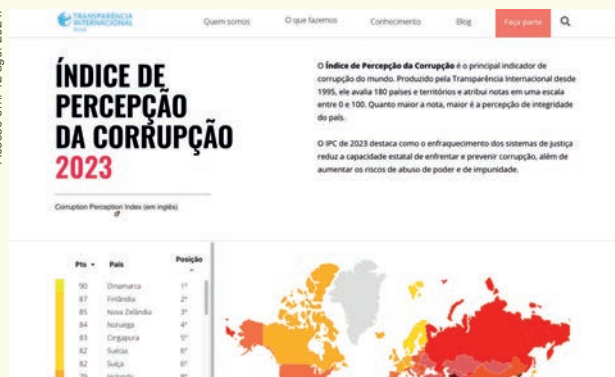 TRANSPARÊNCIA
INTERNACIONAL
Brasil
Quem somos
O que fazemos
Conhecimento
Blog
Faça parte
ÍNDICE DE
PERCEPÇÃO
DA CORRUPÇÃO
2023
Corruption Perception Index (em inglês)
O Índice de Percepção da Corrupção é o principal indicador de
corrupção do mundo. Produzido pela Transparência Internacional desde
1995, ele avalia 180 países e territórios e atribui notas em uma escala
entre 0 e 100. Quanto maior a nota, maior é a percepção de integridade
do país.
O IPC de 2023 destaca como o enfraquecimento dos sistemas de justiça
reduz a capacidade estatal de enfrentar e prevenir corrupção, além de
aumentar os riscos de abuso de poder e de impunidade.
Pts País Posição
90 Dinamarca 1º
87 Finlândia 2º
85 Nova Zelândia 3º
84 Noruega 4º
83 Cingapura 5º
82 Suécia 6º
82 Suíça 6º
79 Holanda 8º